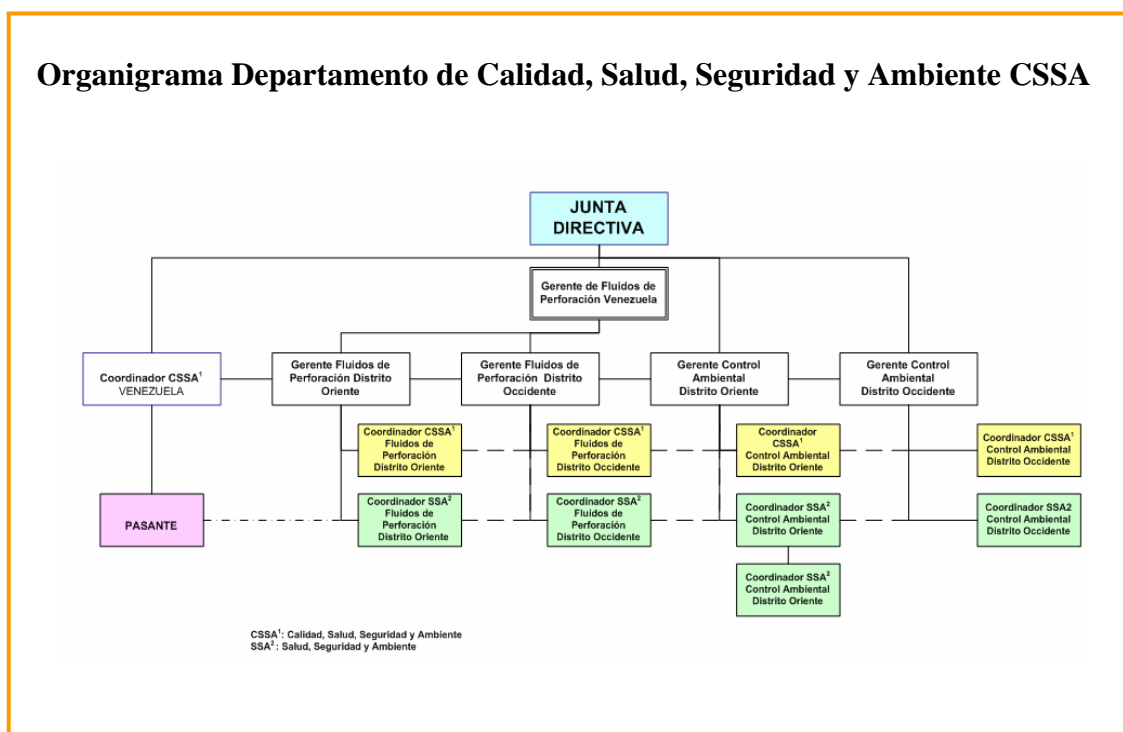 Organigrama Departamento de Calidad, Salud, Seguridad y Ambiente CSSA
JUNTA
DIRECTIVA
Gerente de Fluidos de
Perforación Venezuela
Coordinador CSSA¹
VENEZUELA
Gerente Fluidos de
Perforación Distrito
Oriente
Gerente Fluidos de
Perforación Distrito
Occidente
Gerente Control
Ambiental
Distrito Oriente
Gerente Control
Ambiental
Distrito Occidente
Coordinador CSSA¹
Fluidos de
Perforación
Distrito Oriente
Coordinador CSSA¹
Fluidos de
Perforación
Distrito Occidente
Coordinador
CSSA¹
Control Ambiental
Distrito Oriente
Coordinador CSSA¹
Control Ambiental
Distrito Occidente
PASANTE
Coordinador SSA²
Fluidos de
Perforación
Distrito Oriente
Coordinador SSA²
Fluidos de
Perforación
Distrito Occidente
Coordinador SSA²
Control Ambiental
Distrito Oriente
Coordinador SSA2
Control Ambiental
Distrito Occidente
Coordinador SSA²
Control Ambiental
Distrito Oriente
CSSA¹: Calidad, Salud, Seguridad y Ambiente
SSA²: Salud, Seguridad y Ambiente